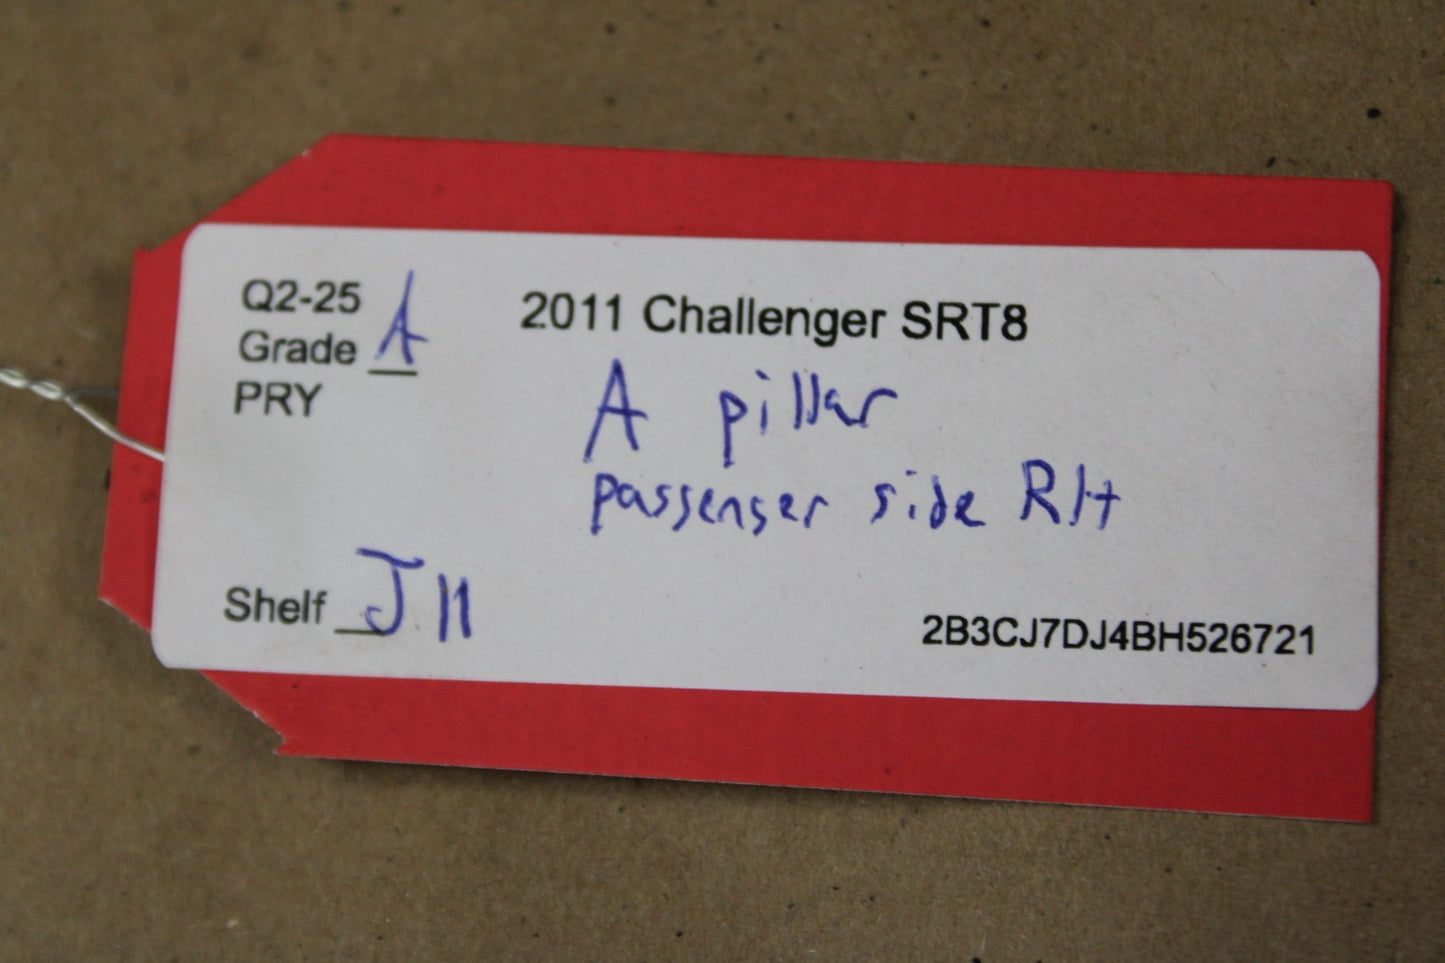 Q2-25
Grade A
PRY
2011 Challenger SRT8
A pillar
passenger side RH
Shelf J11
2B3CJ7DJ4BH526721